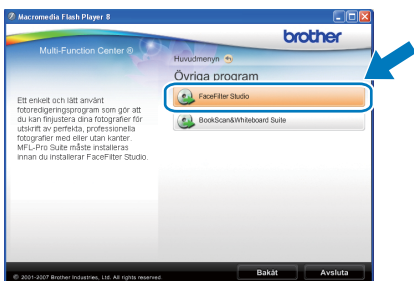 Macromedia Flash Player 8
brother
Multi-Function Center ®
Huvudmenyn
Övriga program
FaceFilter Studio
BookScan&Whiteboard Suite
Ett enkelt och lätt använt
fotoredigeringsprogram som gör att
du kan finjustera dina fotografier för
utskrift av perfekta, professionella
fotografier med eller utan kanter.
MFL-Pro Suite måste installeras
innan du installerar FaceFilter Studio.
© 2001-2007 Brother Industries, Ltd. All rights reserved.
Bakåt
Avsluta